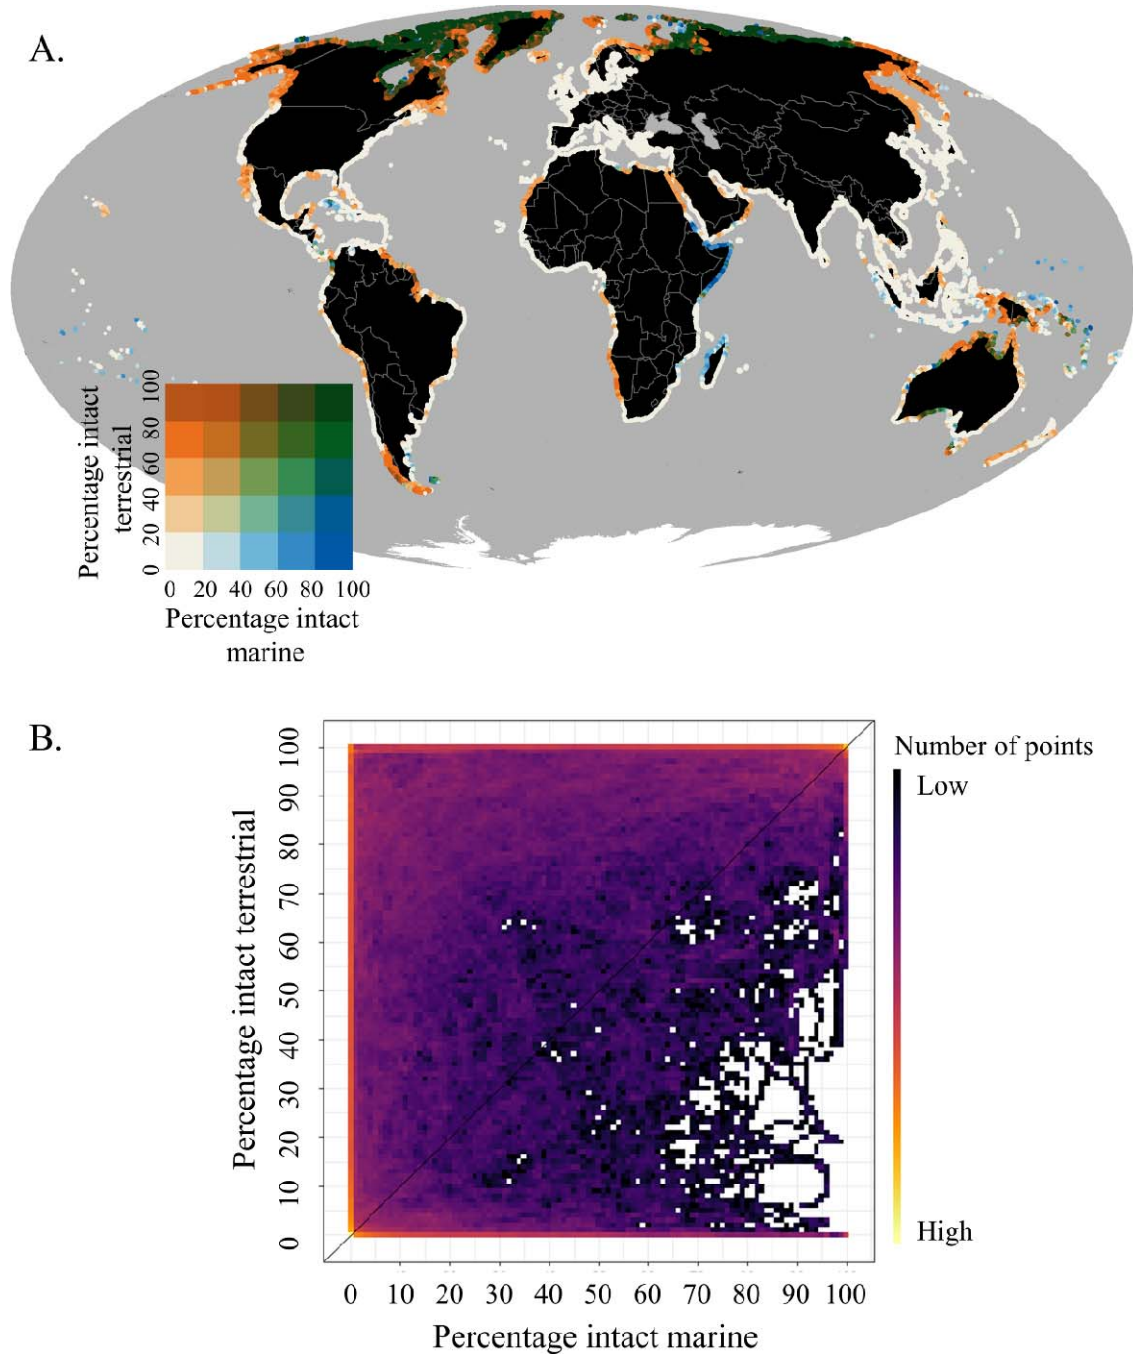 A.
Percentage intact
terrestrial
100
80
60
40
20
0
0 20 40 60 80 100
Percentage intact
marine
B.
Number of points
Low
High
Percentage intact terrestrial
100
90
80
70
60
50
40
30
20
10
0
0 10 20 30 40 50 60 70 80 90 100
Percentage intact marine